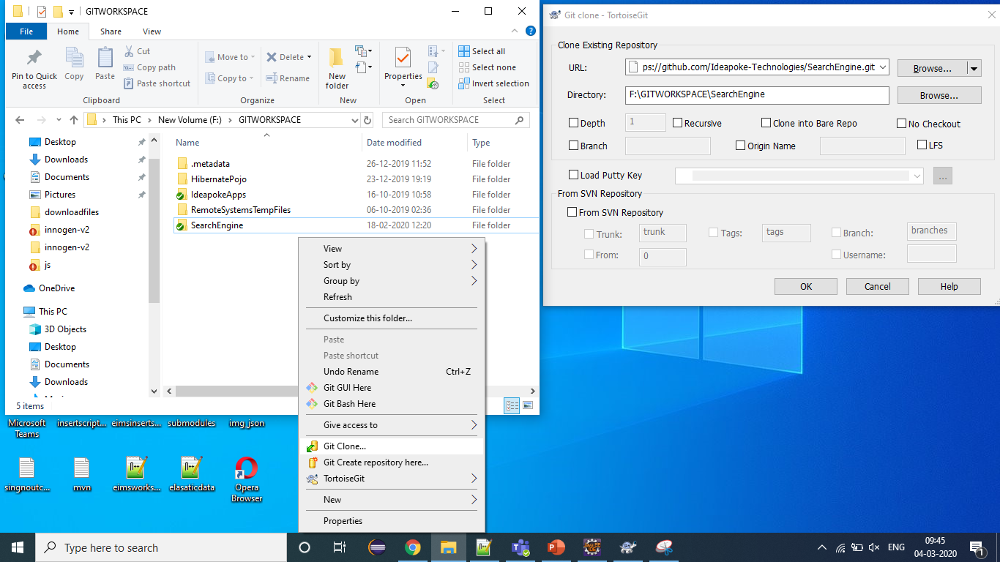 GITWORKSPACE
File Home Share View
Pin to Quick access
Copy
Paste
Cut
Copy path
Paste shortcut
Clipboard
Move to
Copy to
Delete
Rename
Organize
New folder
New
Properties
Open
Select all
Select none
Invert selection
Select
This PC > New Volume (F:) > GITWORKSPACE
Search GITWORKSPACE
Desktop
Downloads
Documents
Pictures
downloadfiles
innogen-v2
innogen-v2
js
OneDrive
This PC
3D Objects
Desktop
Documents
Downloads
Name Date modified Type
.metadata 26-12-2019 11:52 File folder
HibernatePojo 23-12-2019 19:19 File folder
IdeapokeApps 16-10-2019 10:58 File folder
RemoteSystemsTempFiles 06-10-2019 02:36 File folder
SearchEngine 18-02-2020 12:20 File folder
5 items
View
Sort by
Group by
Refresh
Customize this folder...
Paste
Paste shortcut
Undo Rename Ctrl+Z
Git GUI Here
Git Bash Here
Give access to
Git Clone...
Git Create repository here...
TortoiseGit
New
Properties
Git clone - TortoiseGit
Clone Existing Repository
URL: ps://github.com/Ideapoke-Technologies/SearchEngine.git Browse...
Directory: F:\GITWORKSPACE\SearchEngine Browse...
Depth 1 Recursive Clone into Bare Repo No Checkout
Branch Origin Name LFS
Load Putty Key ...
From SVN Repository
From SVN Repository
Trunk: trunk Tags: tags Branch: branches
From: 0 Username:
OK Cancel Help
Microsoft Teams
insertscript...
eimsinserts...
submodules
img_json
singnoutc...
mvn
eimsworks...
elasaticdata
Opera Browser
Type here to search
ENG
09:45
04-03-2020
1